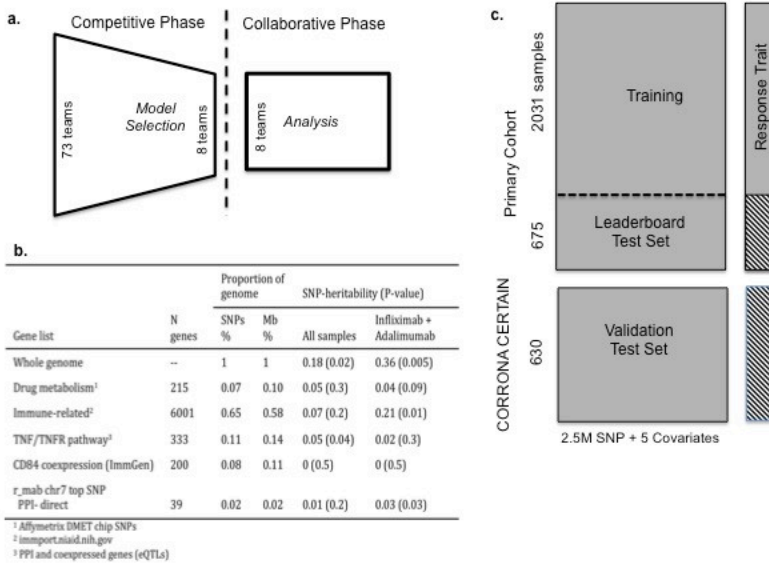 a.
Competitive Phase
Collaborative Phase
73 teams
Model
Selection
8 teams
8 teams
Analysis
b.
Proportion of
genome
SNP-heritability (P-value)
Gene list
N
genes
SNPs
%
Mb
%
All samples
Infliximab +
Adalimumab
Whole genome -- 1 1 0.18 (0.02) 0.36 (0.005)
Drug metabolism¹ 215 0.07 0.10 0.05 (0.3) 0.04 (0.09)
Immune-related² 6001 0.65 0.58 0.07 (0.2) 0.21 (0.01)
TNF/TNFR pathway³ 333 0.11 0.14 0.05 (0.04) 0.02 (0.3)
CD84 coexpression (ImmGen) 200 0.08 0.11 0 (0.5) 0 (0.5)
r_mab chr7 top SNP
PPI- direct 39 0.02 0.02 0.01 (0.2) 0.03 (0.03)
¹ Affymetrix DMET chip SNPs
² immport.niaid.nih.gov
³ PPI and coexpressed genes (eQTLs)
c.
Primary Cohort
2031 samples
Training
Response Trait
675
Leaderboard
Test Set
CORRONA CERTAIN
630
Validation
Test Set
2.5M SNP + 5 Covariates